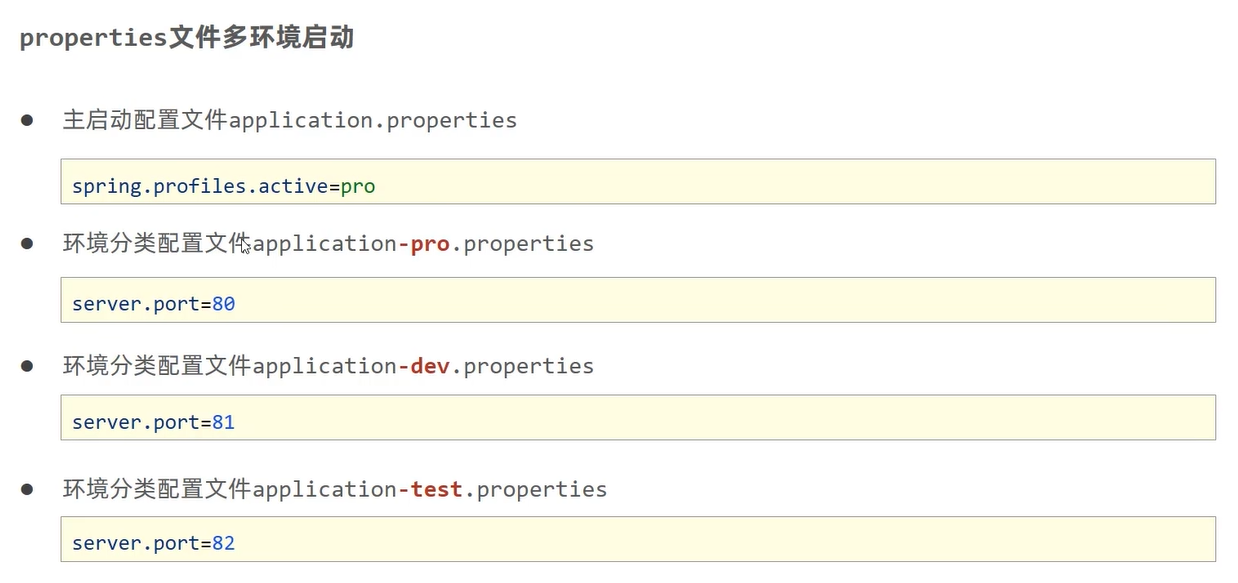 properties文件多环境启动
● 主启动配置文件application.properties
spring.profiles.active=pro
● 环境分类配置文件application-pro.properties
server.port=80
● 环境分类配置文件application-dev.properties
server.port=81
● 环境分类配置文件application-test.properties
server.port=82